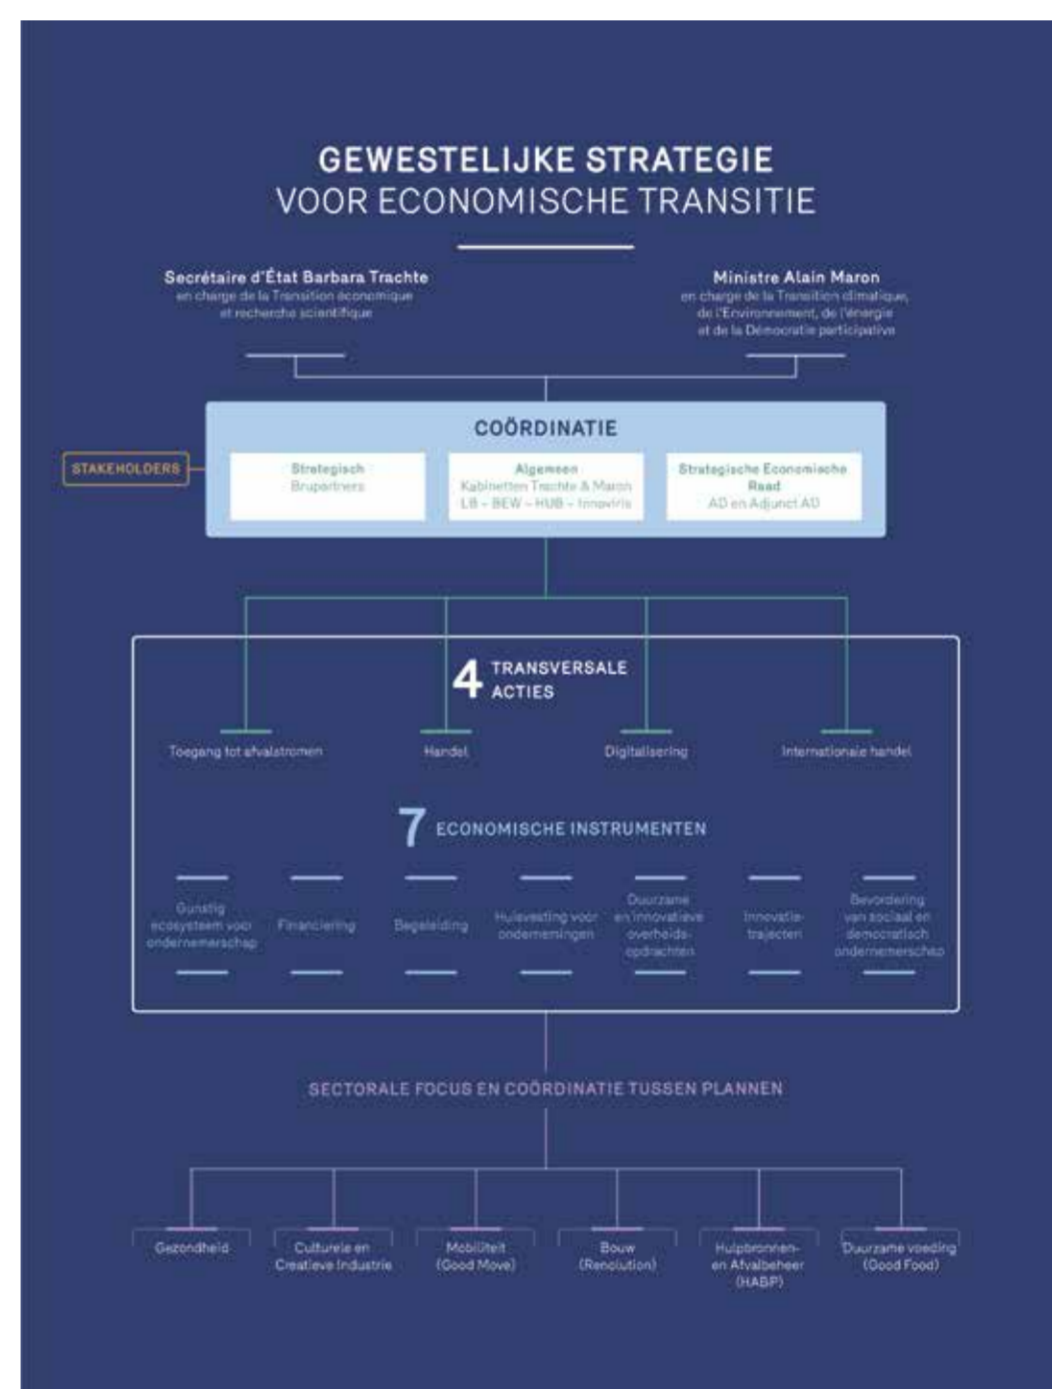 GEWESTELIJKE STRATEGIE
VOOR ECONOMISCHE TRANSITIE
Secrétaire d'État Barbara Trachte
en charge de la Transition économique
et recherche scientifique
Ministre Alain Maron
en charge de la Transition climatique,
de l'Environnement, de l'énergie
et de la Démocratie participative
COÖRDINATIE
STAKEHOLDERS
Strategisch
Brupartners
Algemeen
Kabinetten Trachte & Maron
LB – BEW – HUB – Innoviris
Strategische Economische
Raad
AD en Adjunct AD
4 TRANSVERSALE
ACTIES
Toegang tot afvalstromen
Handel
Digitalisering
Internationale handel
7 ECONOMISCHE INSTRUMENTEN
Gunstig
ecosysteem voor
ondernemerschap
Financiering
Begeleiding
Huisvesting voor
ondernemingen
Duurzame
en innovatieve
overheids-
opdrachten
Innovatie-
trajecten
Bevordering
van sociaal en
democratisch
ondernemerschap
SECTORALE FOCUS EN COÖRDINATIE TUSSEN PLANNEN
Gezondheid
Culturele en
Creatieve Industrie
Mobiliteit
(Good Move)
Bouw
(Renolution)
Hulpbronnen-
en Afvalbeheer
(HABP)
Duurzame voeding
(Good Food)